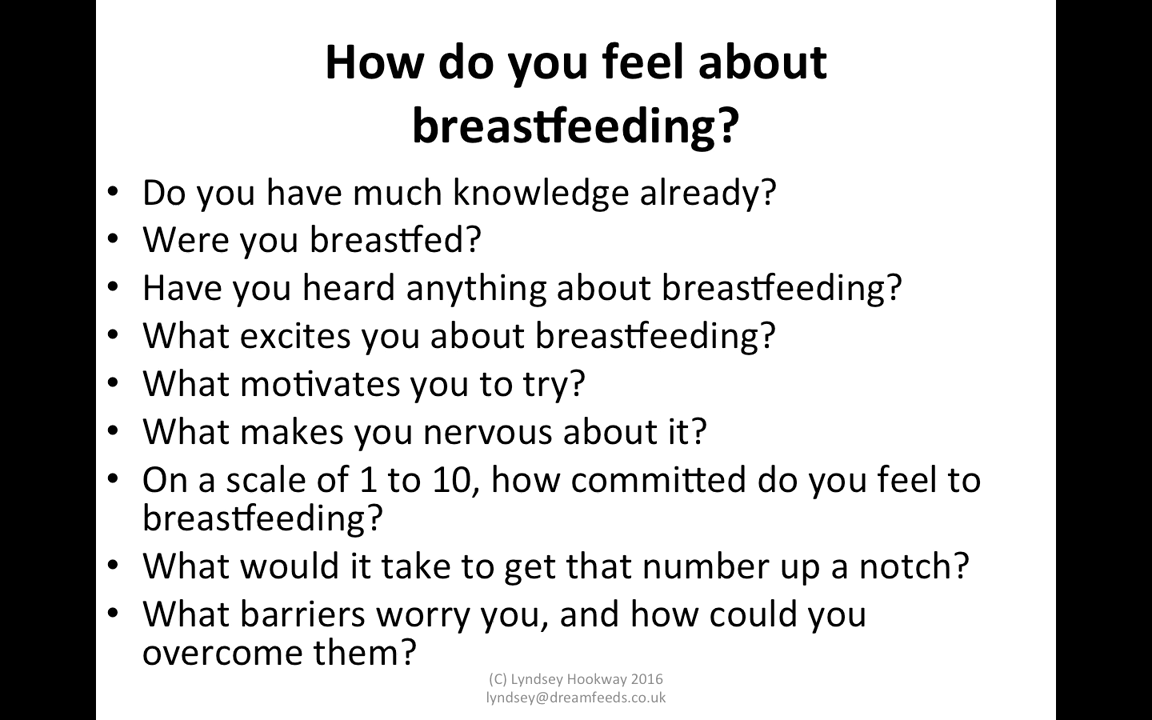 How do you feel about
breastfeeding?
• Do you have much knowledge already?
• Were you breastfed?
• Have you heard anything about breastfeeding?
• What excites you about breastfeeding?
• What motivates you to try?
• What makes you nervous about it?
• On a scale of 1 to 10, how committed do you feel to
breastfeeding?
• What would it take to get that number up a notch?
• What barriers worry you, and how could you
overcome them?
(C) Lyndsey Hookway 2016
lyndsey@dreamfeeds.co.uk